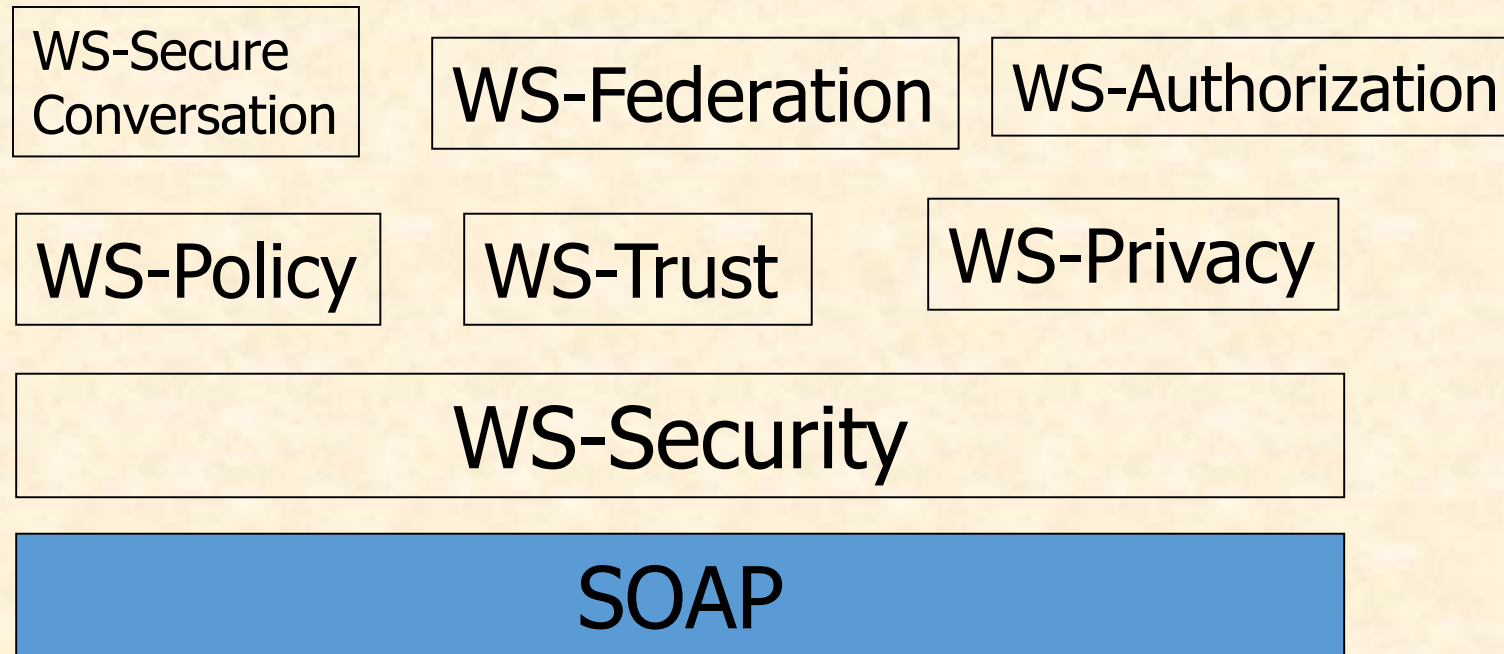 WS-Secure
Conversation
WS-Federation
WS-Authorization
WS-Policy
WS-Trust
WS-Privacy
WS-Security
SOAP